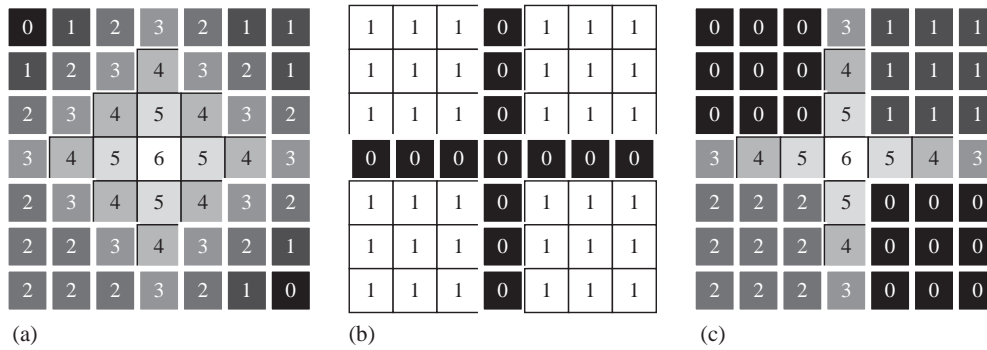 0 1 2 3 2 1 1 1 1 1 0 1 1 1 0 0 0 3 1 1 1
1 2 3 4 3 2 1 1 1 1 0 1 1 1 0 0 0 4 1 1 1
2 3 4 5 4 3 2 1 1 1 0 1 1 1 0 0 0 5 1 1 1
3 4 5 6 5 4 3 0 0 0 0 0 0 0 3 4 5 6 5 4 3
2 3 4 5 4 3 2 1 1 1 0 1 1 1 2 2 2 5 0 0 0
2 2 3 4 3 2 1 1 1 1 0 1 1 1 2 2 2 4 0 0 0
2 2 2 3 2 1 0 1 1 1 0 1 1 1 2 2 2 3 0 0 0
(a) (b) (c)